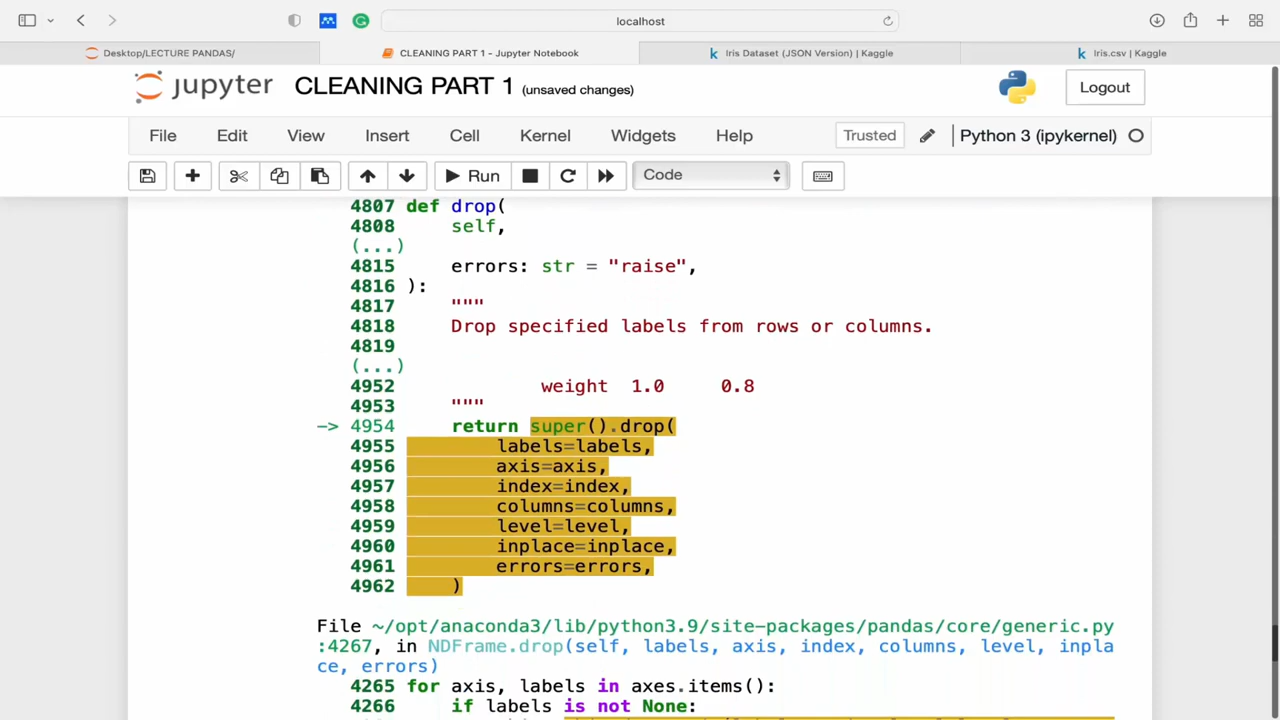 localhost
Desktop/LECTURE PANDAS/
CLEANING PART 1 - Jupyter Notebook
Iris Dataset (JSON Version) | Kaggle
Iris.csv | Kaggle
jupyter CLEANING PART 1 (unsaved changes)
Logout
File Edit View Insert Cell Kernel Widgets Help
Trusted
Python 3 (ipykernel)
Run
Code
4807 def drop(
4808     self,
(...)
4815     errors: str = "raise",
4816 ):
4817     """
4818     Drop specified labels from rows or columns.
4819
(...)
4952             weight  1.0     0.8
4953     """
-> 4954     return super().drop(
4955         labels=labels,
4956         axis=axis,
4957         index=index,
4958         columns=columns,
4959         level=level,
4960         inplace=inplace,
4961         errors=errors,
4962     )
File ~/opt/anaconda3/lib/python3.9/site-packages/pandas/core/generic.py
:4267, in NDFrame.drop(self, labels, axis, index, columns, level, inpla
ce, errors)
4265 for axis, labels in axes.items():
4266     if labels is not None: